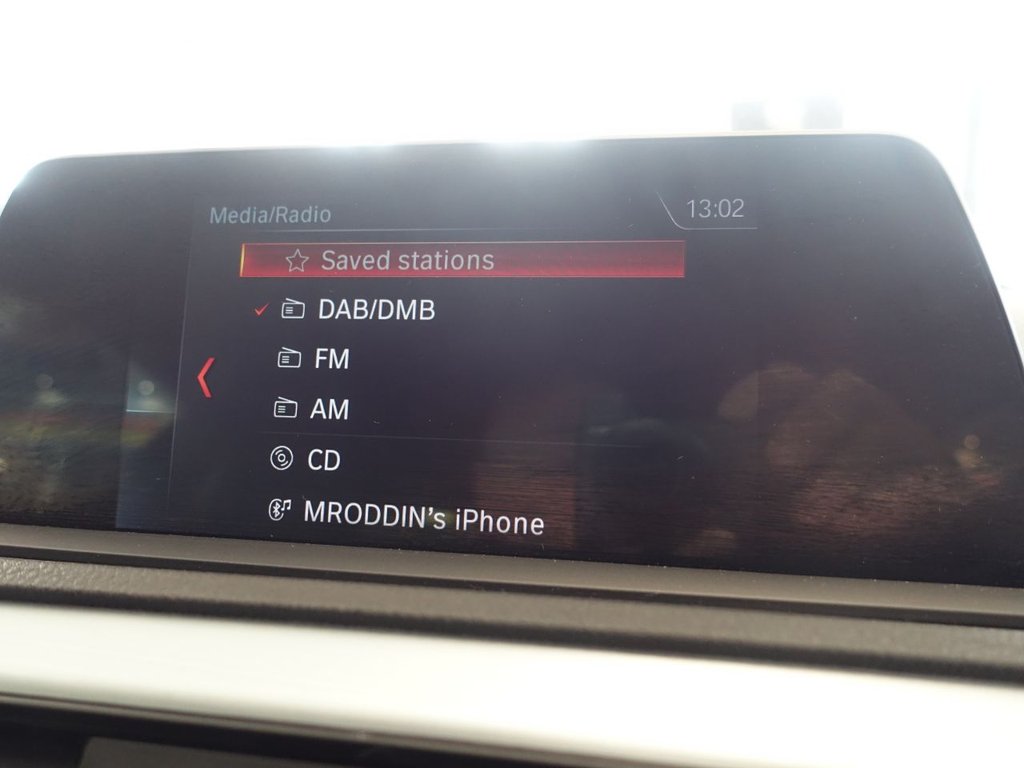 Media/Radio
13:02
Saved stations
DAB/DMB
FM
AM
CD
MRODDIN's iPhone